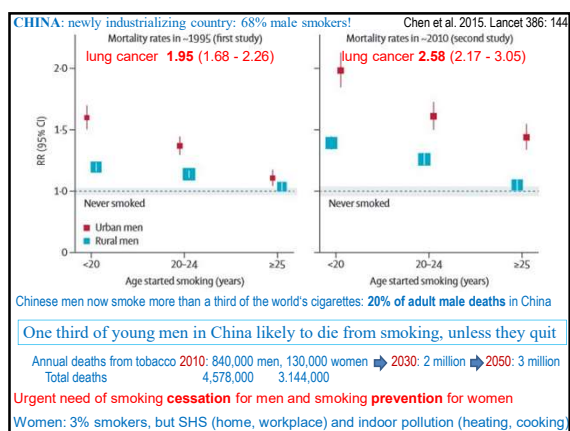 CHINA: newly industrializing country: 68% male smokers! Chen et al. 2015. Lancet 386: 144
Mortality rates in ~1995 (first study) Mortality rates in ~2010 (second study)
lung cancer 1.95 (1.68 - 2.26) lung cancer 2.58 (2.17 - 3.05)
2·0
1·5
RR (95% CI)
1·0
Never smoked Never smoked
Urban men
Rural men
0
<20 20–24 ≥25 <20 20–24 ≥25
Age started smoking (years) Age started smoking (years)
Chinese men now smoke more than a third of the world's cigarettes: 20% of adult male deaths in China
One third of young men in China likely to die from smoking, unless they quit
Annual deaths from tobacco 2010: 840,000 men, 130,000 women 2030: 2 million 2050: 3 million
Total deaths 4,578,000 3.144,000
Urgent need of smoking cessation for men and smoking prevention for women
Women: 3% smokers, but SHS (home, workplace) and indoor pollution (heating, cooking)